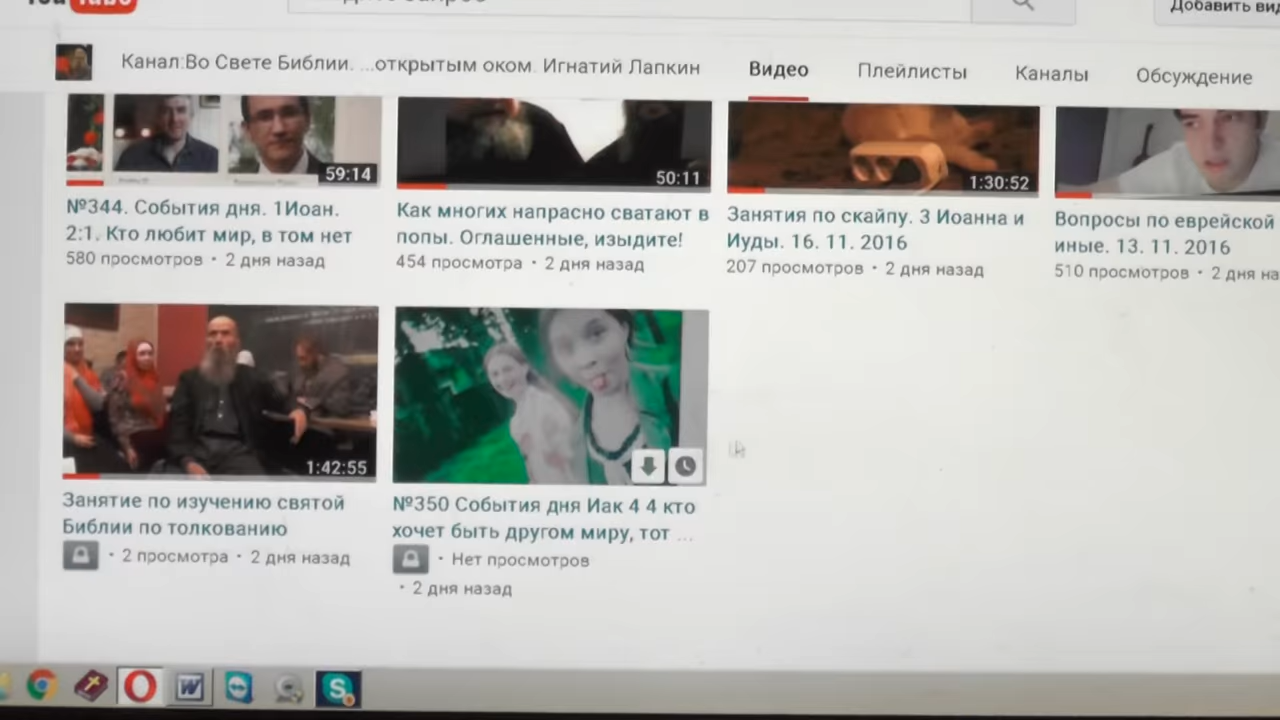 Добавить
Канал:Во Свете Библии. ...открытым оком. Игнатий Лапкин
Видео
Плейлисты
Каналы
Обсуждение
59:14
50:11
1:30:52
№344. События дня. 1Иоан.
2:1. Кто любит мир, в том нет
580 просмотров • 2 дня назад
Как многих напрасно сватают в
попы. Оглашенные, изыдите!
454 просмотра • 2 дня назад
Занятия по скайпу. 3 Иоанна и
Иуды. 16. 11. 2016
207 просмотров • 2 дня назад
Вопросы по еврейской
иные. 13. 11. 2016
510 просмотров • 2 дня
1:42:55
Занятие по изучению святой
Библии по толкованию
• 2 просмотра • 2 дня назад
№350 События дня Иак 4 4 кто
хочет быть другом миру, тот ...
• Нет просмотров
• 2 дня назад